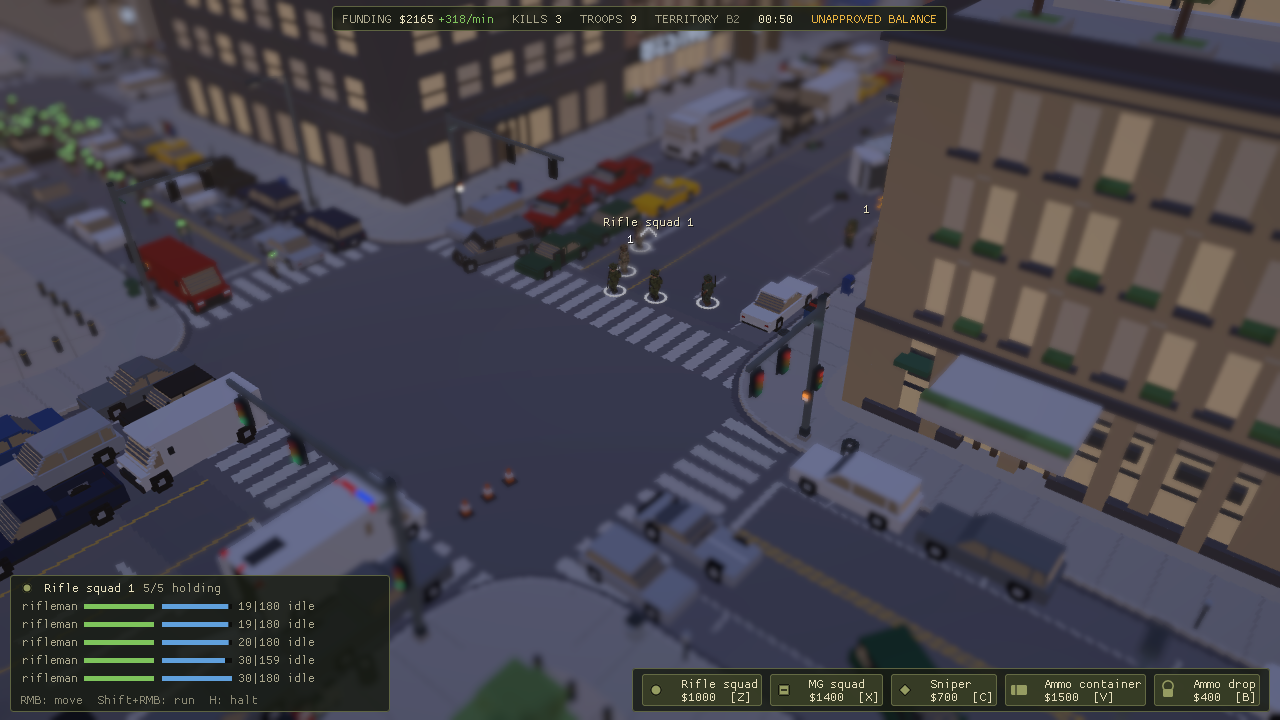 FUNDING $2165 +318/min KILLS 3 TROOPS 9 TERRITORY B2 00:50 UNAPPROVED BALANCE
Rifle squad 1
1
1
Rifle squad 1 5/5 holding
rifleman 19|180 idle
rifleman 19|180 idle
rifleman 20|180 idle
rifleman 30|159 idle
rifleman 30|180 idle
RMB: move Shift+RMB: run H: halt
Rifle squad
$1000 [Z]
MG squad
$1400 [X]
Sniper
$700 [C]
Ammo container
$1500 [V]
Ammo drop
$400 [B]